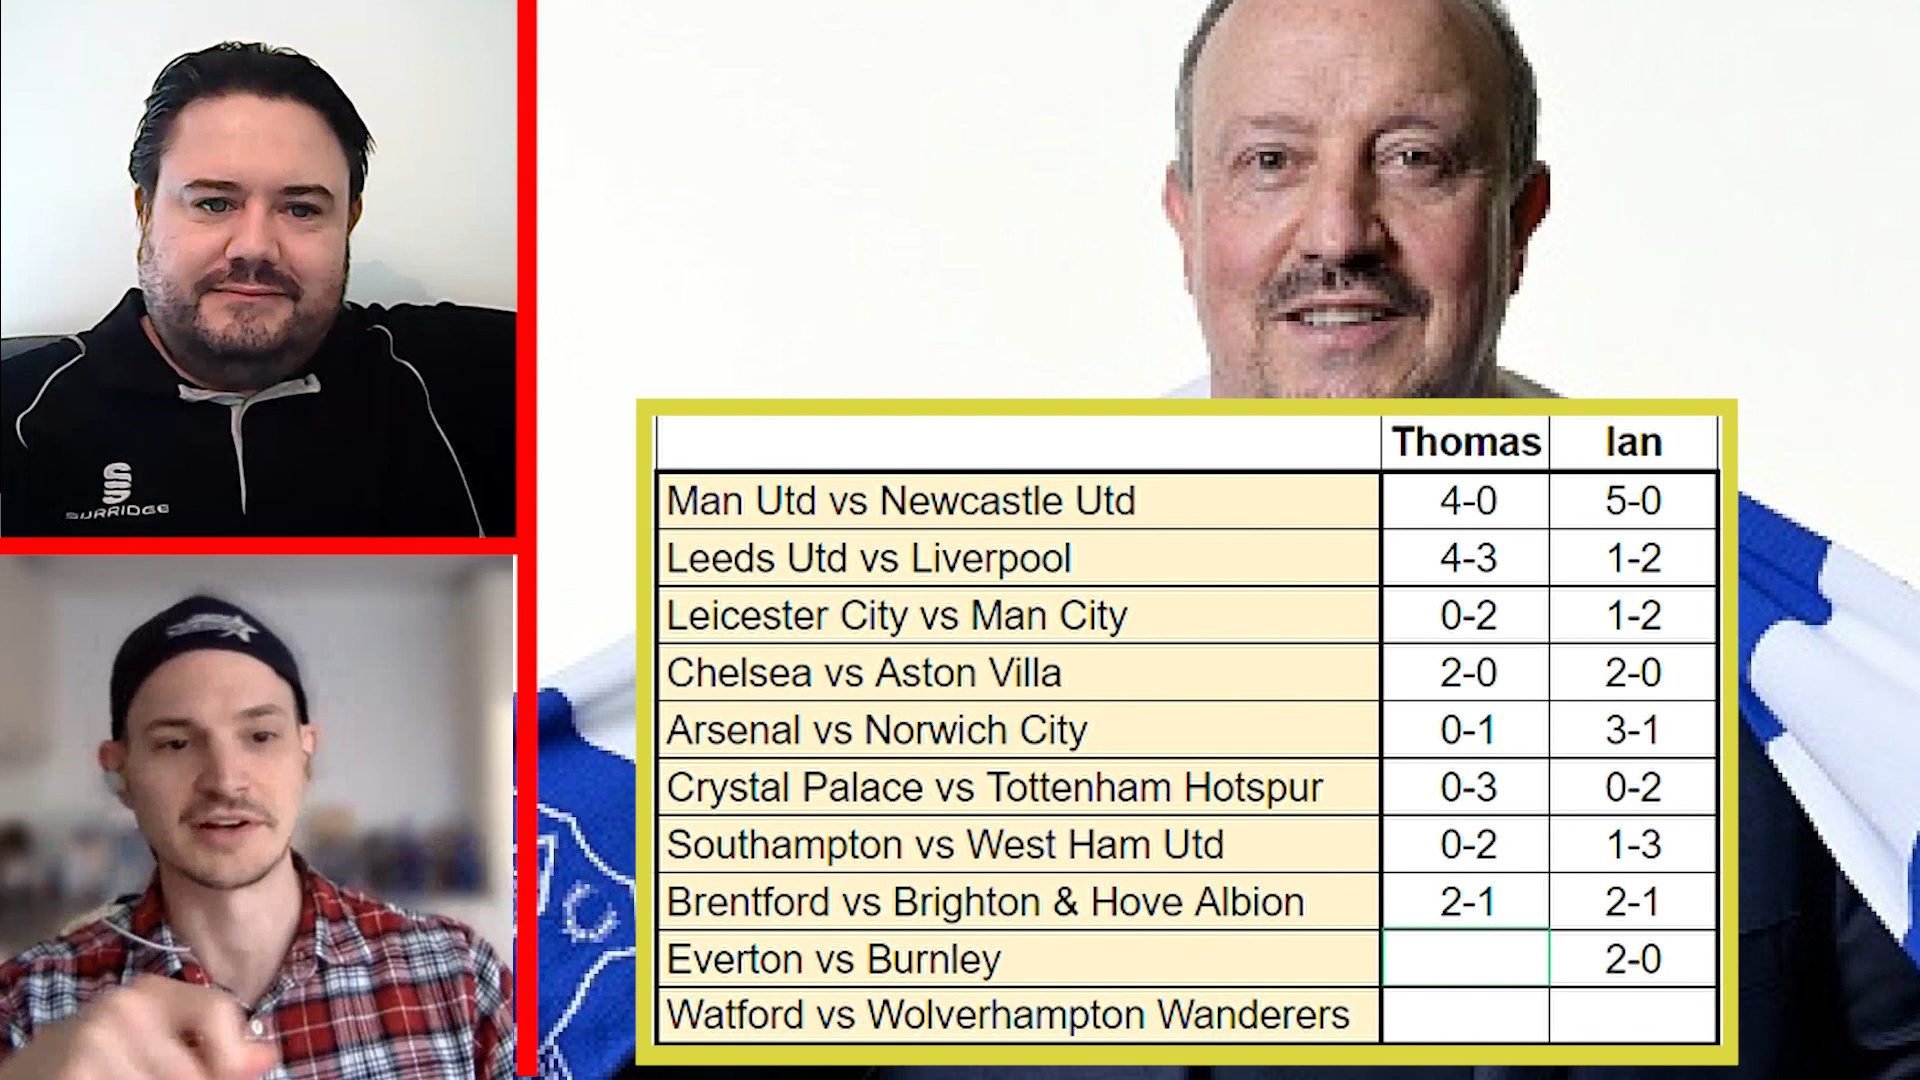 SURRIDGE
Thomas Ian
Man Utd vs Newcastle Utd 4-0 5-0
Leeds Utd vs Liverpool 4-3 1-2
Leicester City vs Man City 0-2 1-2
Chelsea vs Aston Villa 2-0 2-0
Arsenal vs Norwich City 0-1 3-1
Crystal Palace vs Tottenham Hotspur 0-3 0-2
Southampton vs West Ham Utd 0-2 1-3
Brentford vs Brighton & Hove Albion 2-1 2-1
Everton vs Burnley 2-0
Watford vs Wolverhampton Wanderers